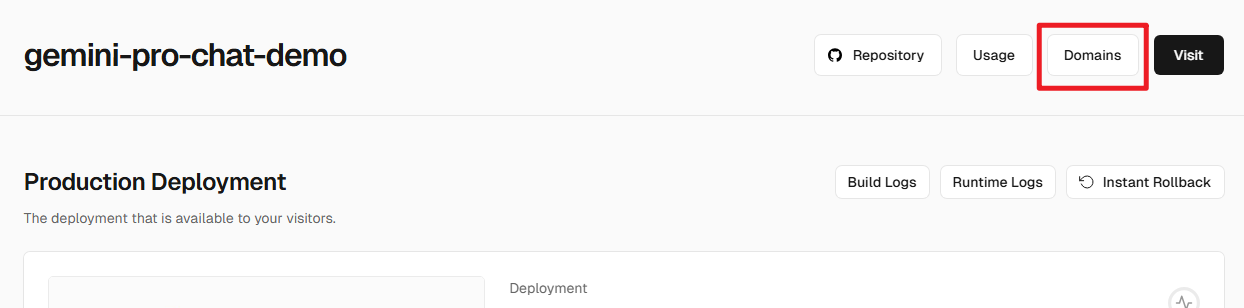 gemini-pro-chat-demo
Repository
Usage
Domains
Visit
Production Deployment
Build Logs
Runtime Logs
Instant Rollback
The deployment that is available to your visitors.
Deployment